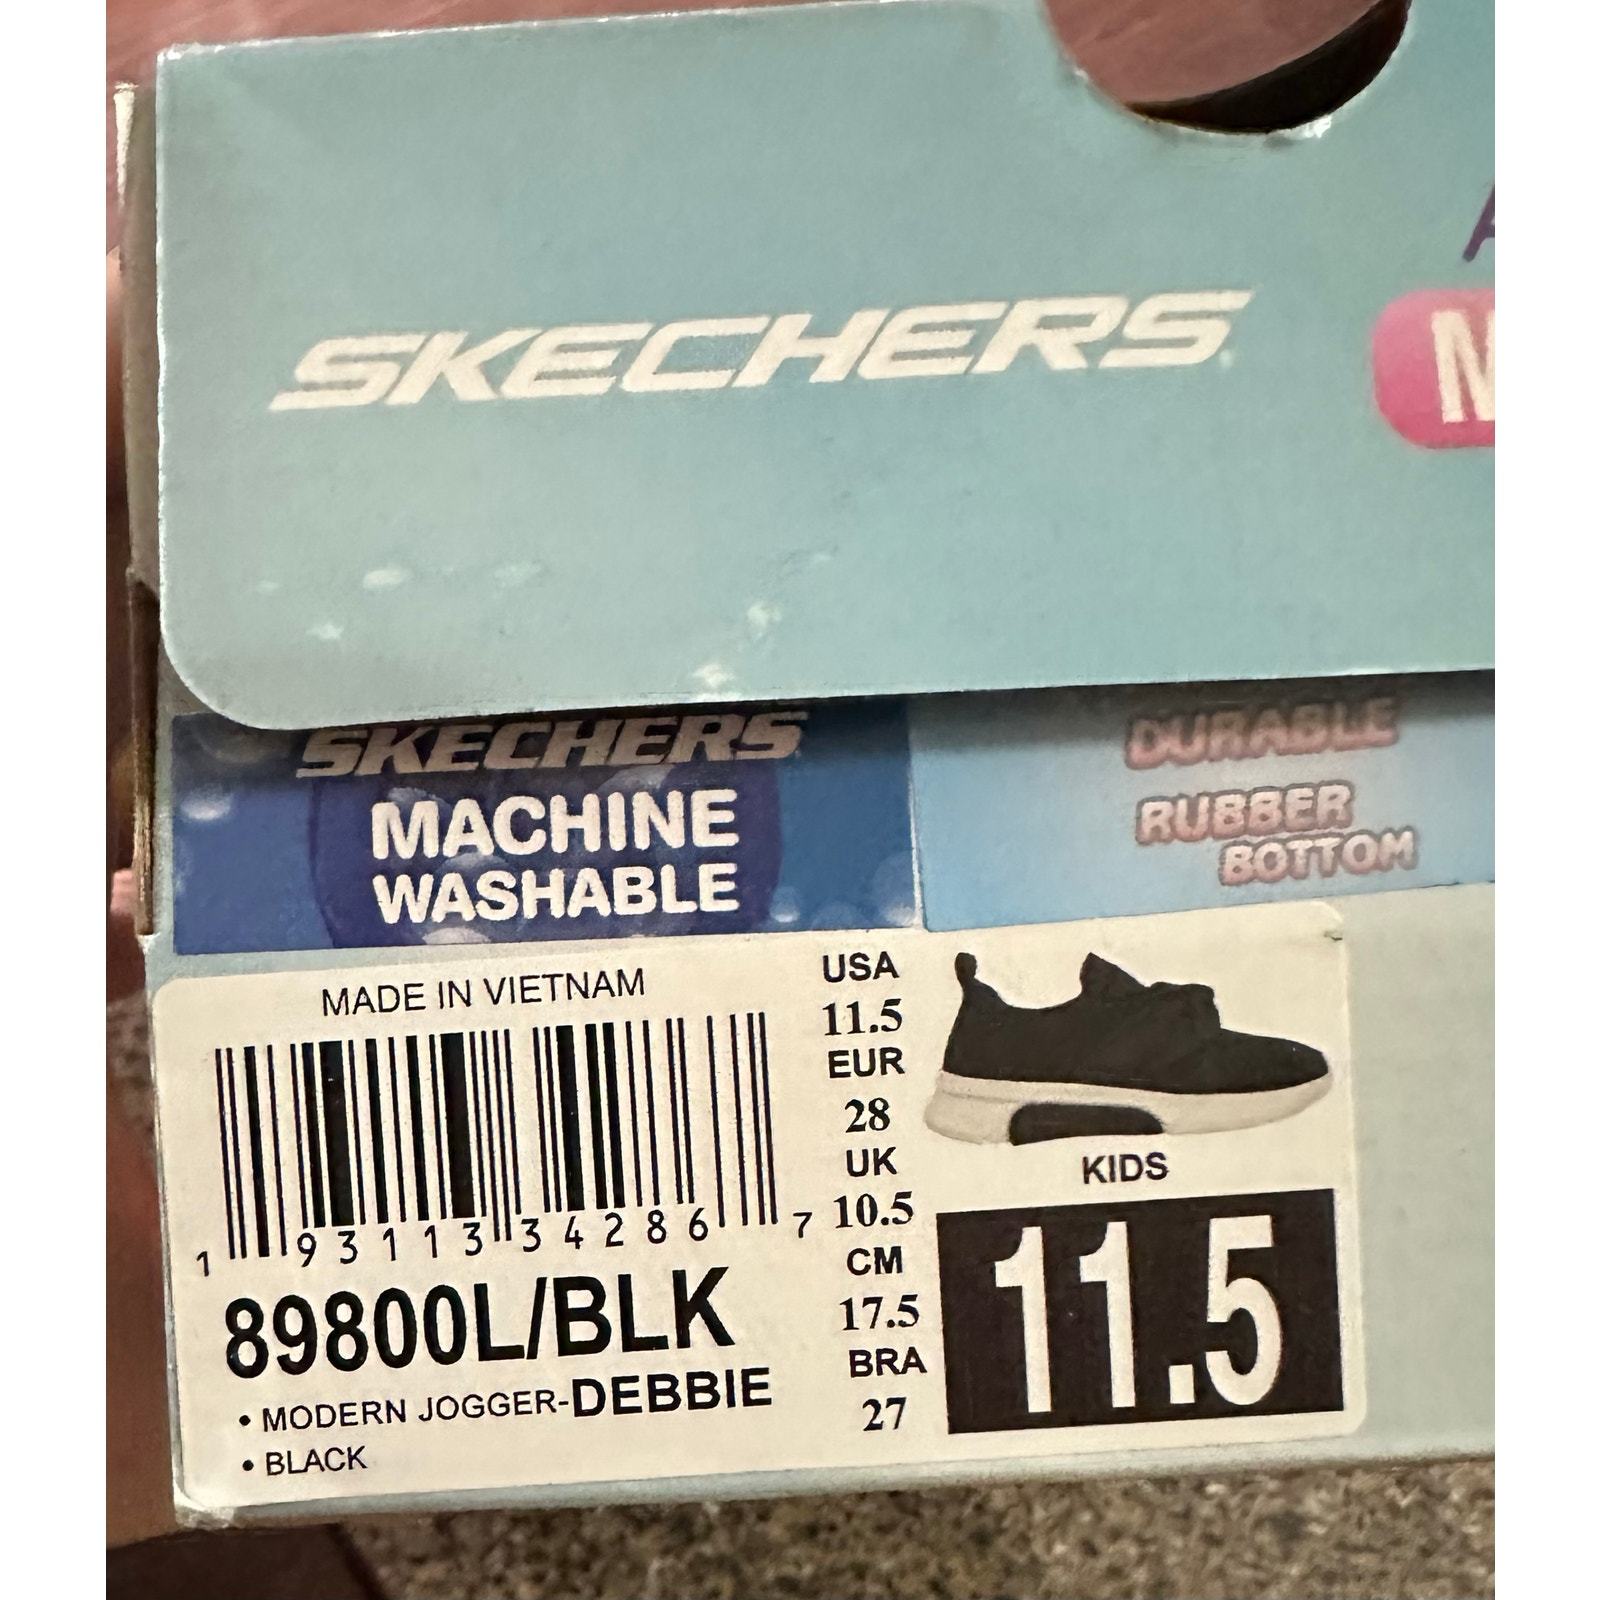 SKECHERS
SKECHERS
MACHINE
WASHABLE
DURABLE
RUBBER
BOTTOM
MADE IN VIETNAM
1 93113 34286 7
89800L/BLK
• MODERN JOGGER-DEBBIE
• BLACK
USA
11.5
EUR
28
UK
10.5
CM
17.5
BRA
27
KIDS
11.5